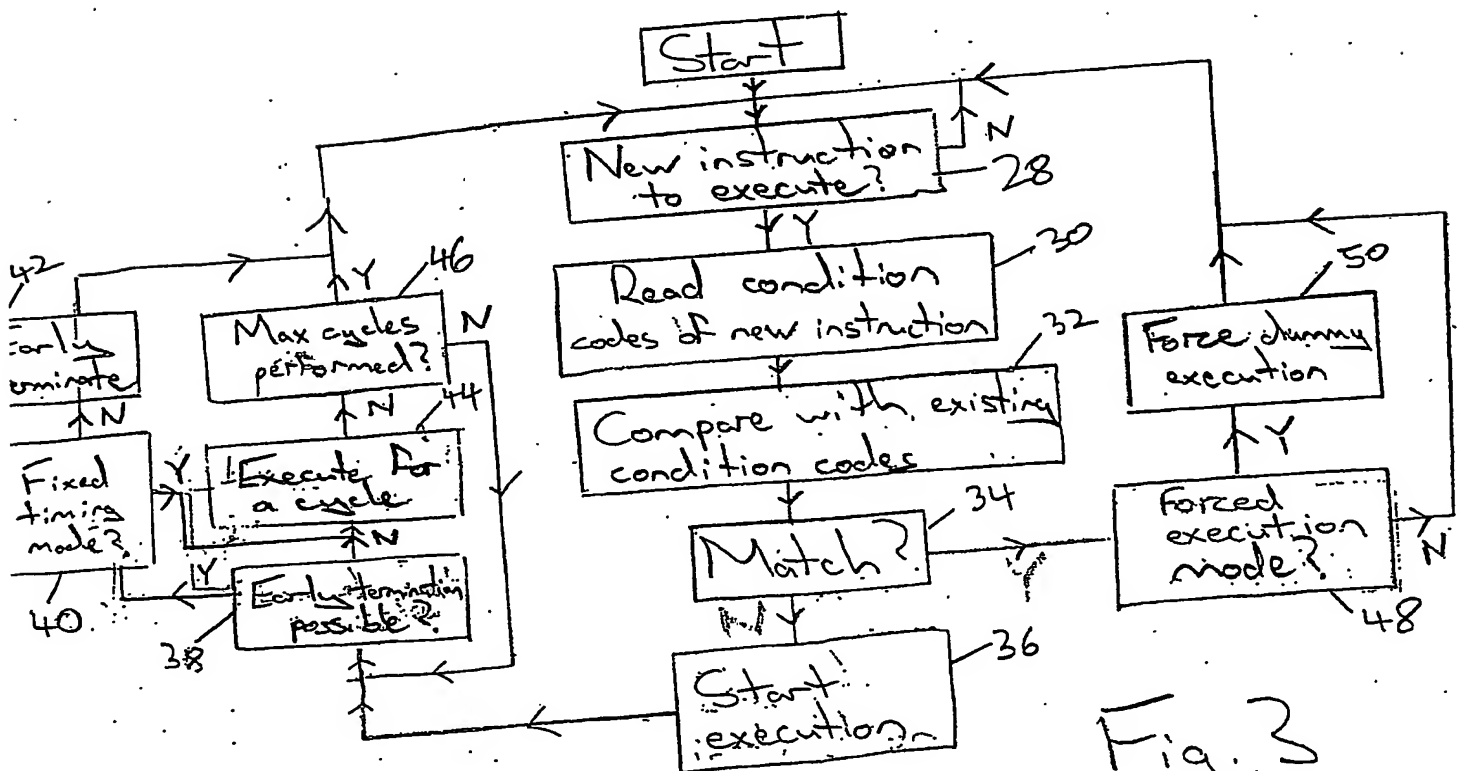 Start
N
New instruction
to execute?
28
Y
30
Read condition
codes of new instruction
32
Compare with existing
condition codes
34
Match?
N
36
Start
execution
42
Early
erminate
N
Fixed
timing
mode?
40
Y
46
Y
Max cycles
performed?
N
N
44
Execute for
a cycle
N
Y
Early termination
possible?
38
50
Force dummy
execution
Y
Forced
execution
mode?
N
48
Fig. 3